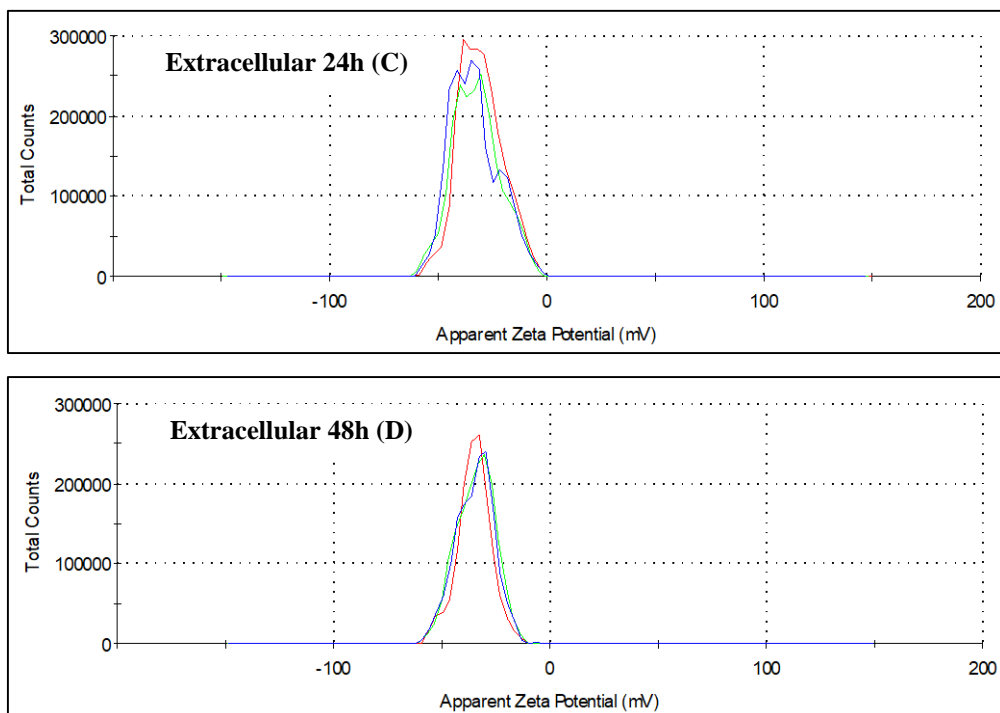 300000
Extracellular 24h (C)
200000
100000
0
Total Counts
-100 0 100 200
Apparent Zeta Potential (mV)
300000
Extracellular 48h (D)
200000
100000
0
Total Counts
-100 0 100 200
Apparent Zeta Potential (mV)